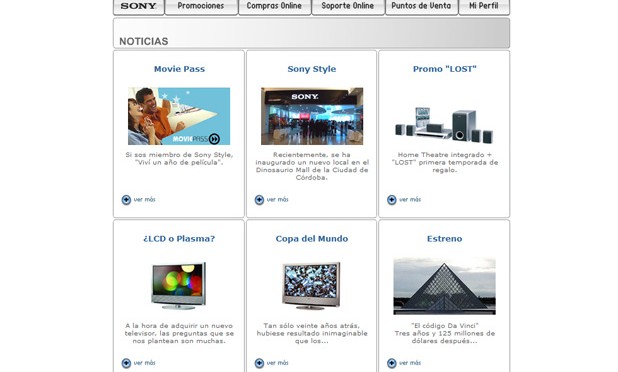 SONY Promociones Compras Online Soporte Online Puntos de Venta Mi Perfil
NOTICIAS
Movie Pass
MOVIEPASS
Si sos miembro de Sony Style,
"Viví un año de película".
ver más
Sony Style
SONY
Recientemente, se ha
inaugurado un nuevo local en el
Dinosaurio Mall de la Ciudad de
Córdoba.
ver más
Promo "LOST"
Home Theatre integrado +
"LOST" primera temporada de
regalo.
ver más
¿LCD o Plasma?
A la hora de adquirir un nuevo
televisor, las preguntas que se
nos plantean son muchas.
ver más
Copa del Mundo
Tan sólo veinte años atrás,
hubiese resultado inimaginable
que los...
ver más
Estreno
"El código Da Vinci"
Tres años y 125 millones de
dólares después...
ver más